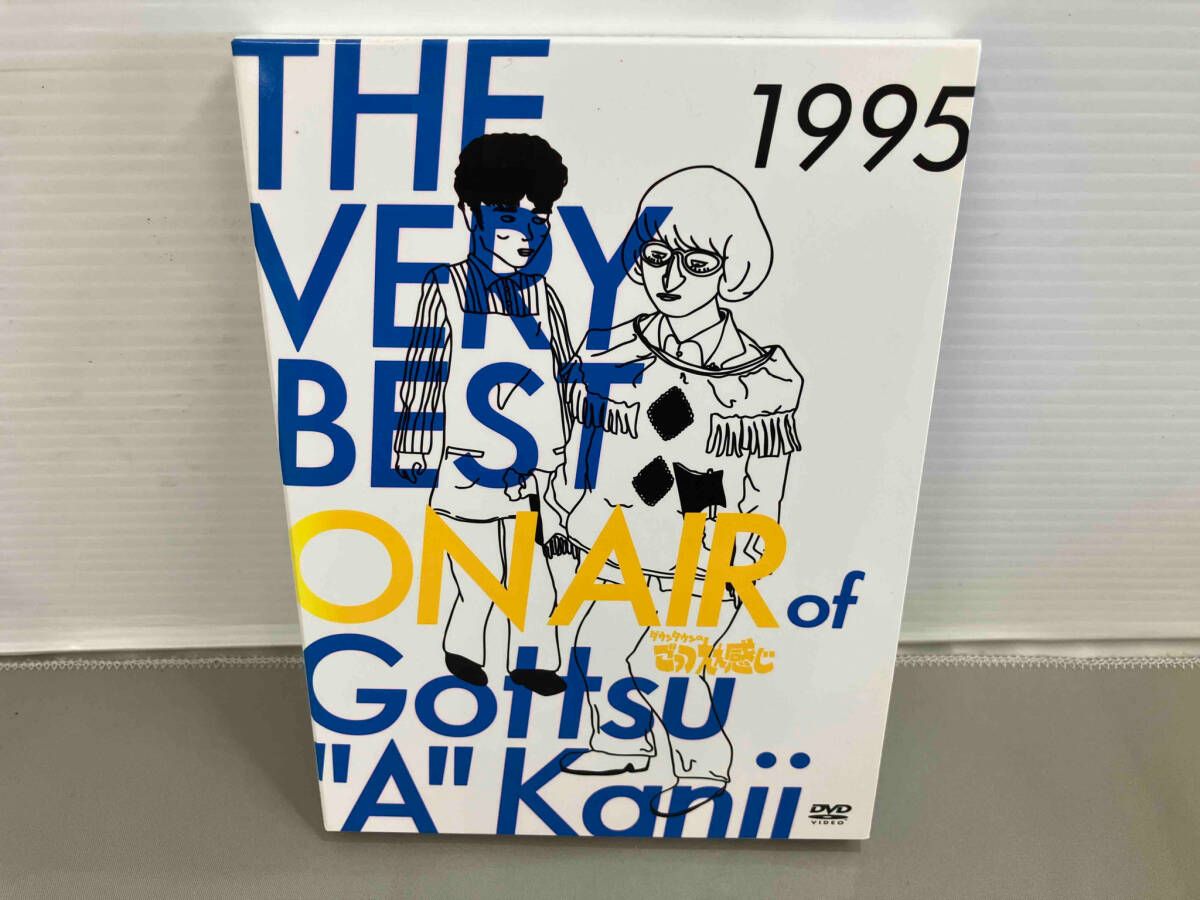 THE
1995
VERY
BEST
ON AIR of
ダウンタウンの
ごっつええ感じ
Gottsu
"A" Kanji
DVD
VIDEO